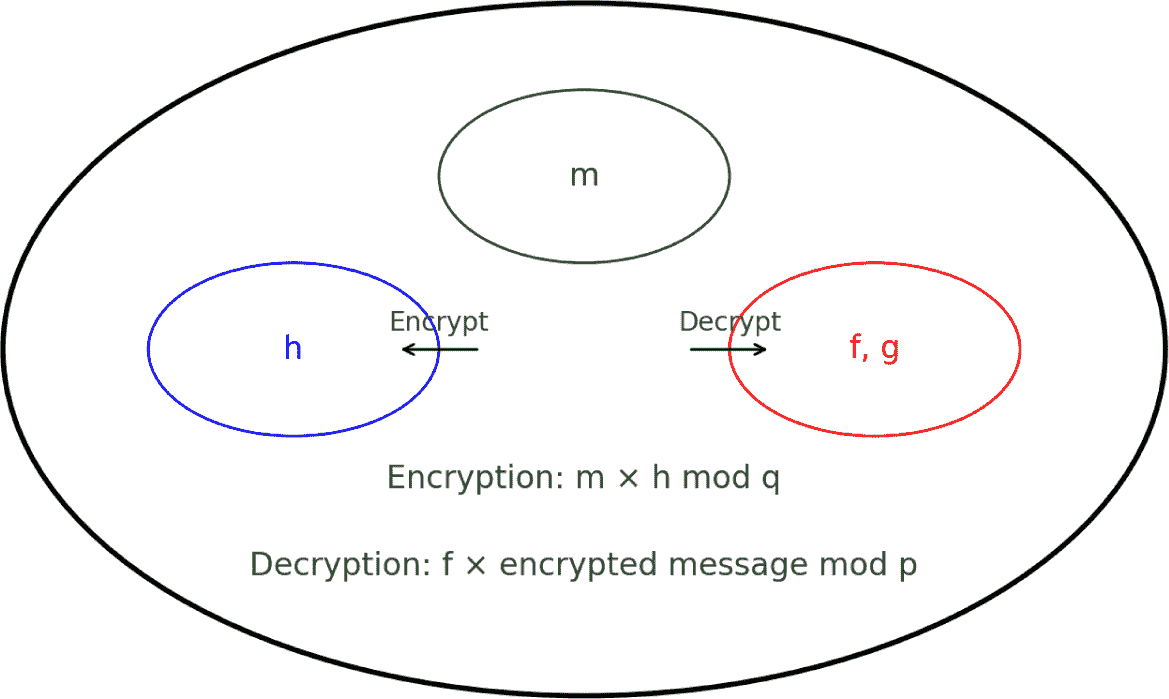 m
Encrypt
Decrypt
h
f, g
Encryption: m × h mod q
Decryption: f × encrypted message mod p